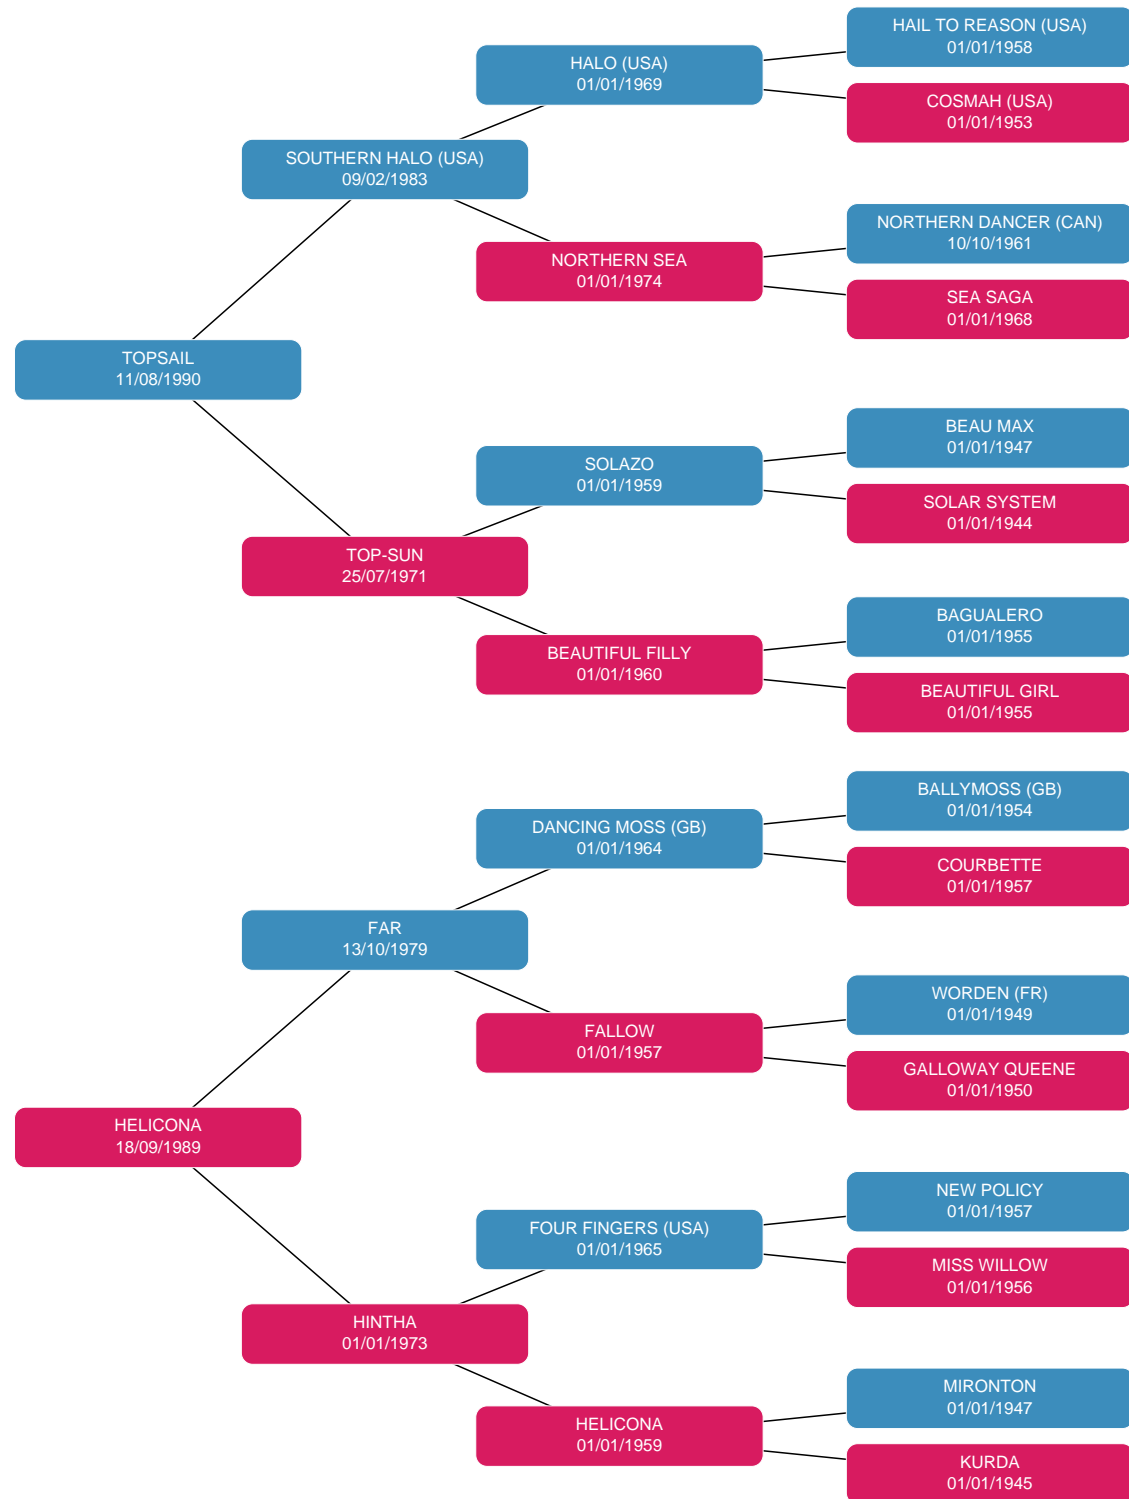 HAIL TO REASON (USA)
01/01/1958
HALO (USA)
01/01/1969
COSMAH (USA)
01/01/1953
SOUTHERN HALO (USA)
09/02/1983
NORTHERN DANCER (CAN)
10/10/1961
NORTHERN SEA
01/01/1974
SEA SAGA
01/01/1968
TOPSAIL
11/08/1990
BEAU MAX
01/01/1947
SOLAZO
01/01/1959
SOLAR SYSTEM
01/01/1944
TOP-SUN
25/07/1971
BAGUALERO
01/01/1955
BEAUTIFUL FILLY
01/01/1960
BEAUTIFUL GIRL
01/01/1955
BALLYMOSS (GB)
01/01/1954
DANCING MOSS (GB)
01/01/1964
COURBETTE
01/01/1957
FAR
13/10/1979
WORDEN (FR)
01/01/1949
FALLOW
01/01/1957
GALLOWAY QUEENE
01/01/1950
HELICONA
18/09/1989
NEW POLICY
01/01/1957
FOUR FINGERS (USA)
01/01/1965
MISS WILLOW
01/01/1956
HINTHA
01/01/1973
MIRONTON
01/01/1947
HELICONA
01/01/1959
KURDA
01/01/1945